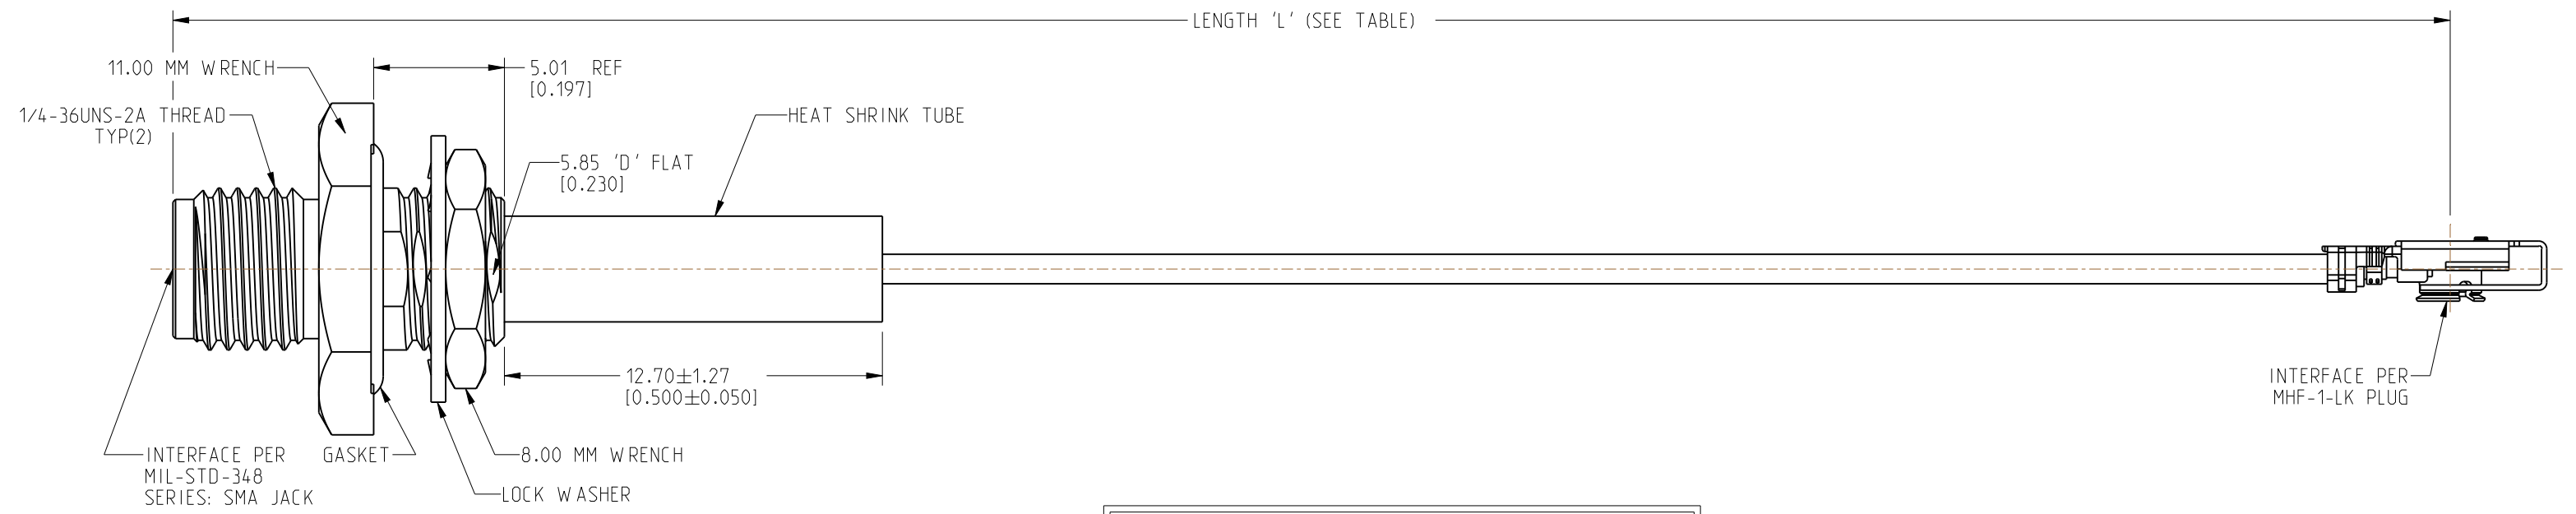 LENGTH 'L' (SEE TABLE)
11.00 MM WRENCH
5.01 REF
[0.197]
1/4-36UNS-2A THREAD
TYP(2)
HEAT SHRINK TUBE
5.85 'D' FLAT
[0.230]
12.70±1.27
[0.500±0.050]
INTERFACE PER
MHF-1-LK PLUG
INTERFACE PER
MIL-STD-348
SERIES: SMA JACK
GASKET
8.00 MM WRENCH
LOCK WASHER